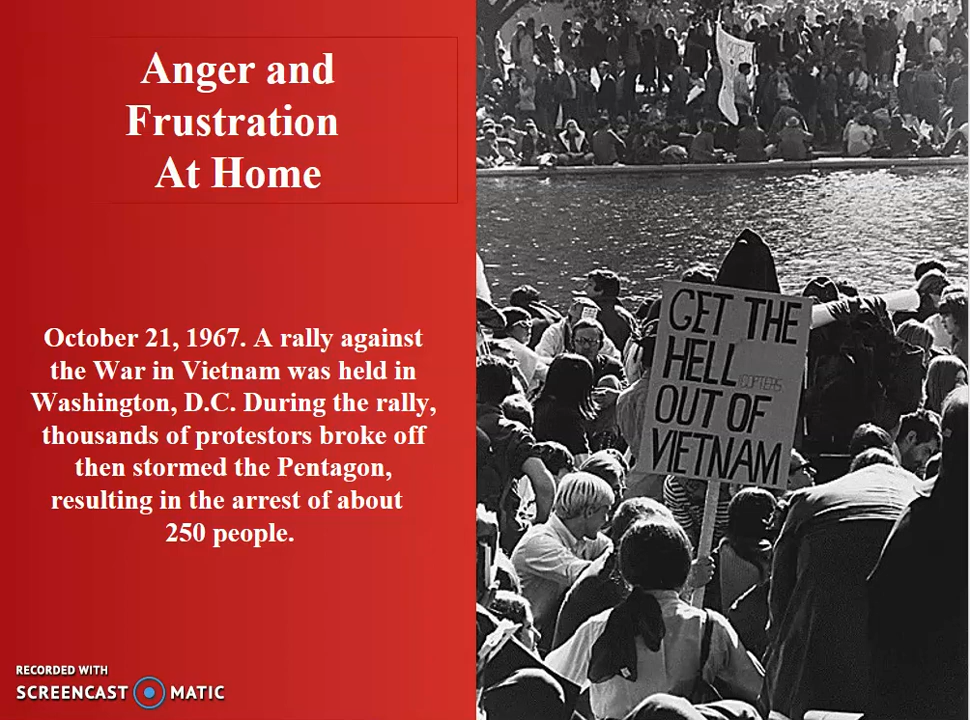 Anger and
Frustration
At Home
October 21, 1967. A rally against
the War in Vietnam was held in
Washington, D.C. During the rally,
thousands of protestors broke off
then stormed the Pentagon,
resulting in the arrest of about
250 people.
GET THE
HELL COPTERS
OUT OF
VIETNAM
RECORDED WITH
SCREENCAST MATIC